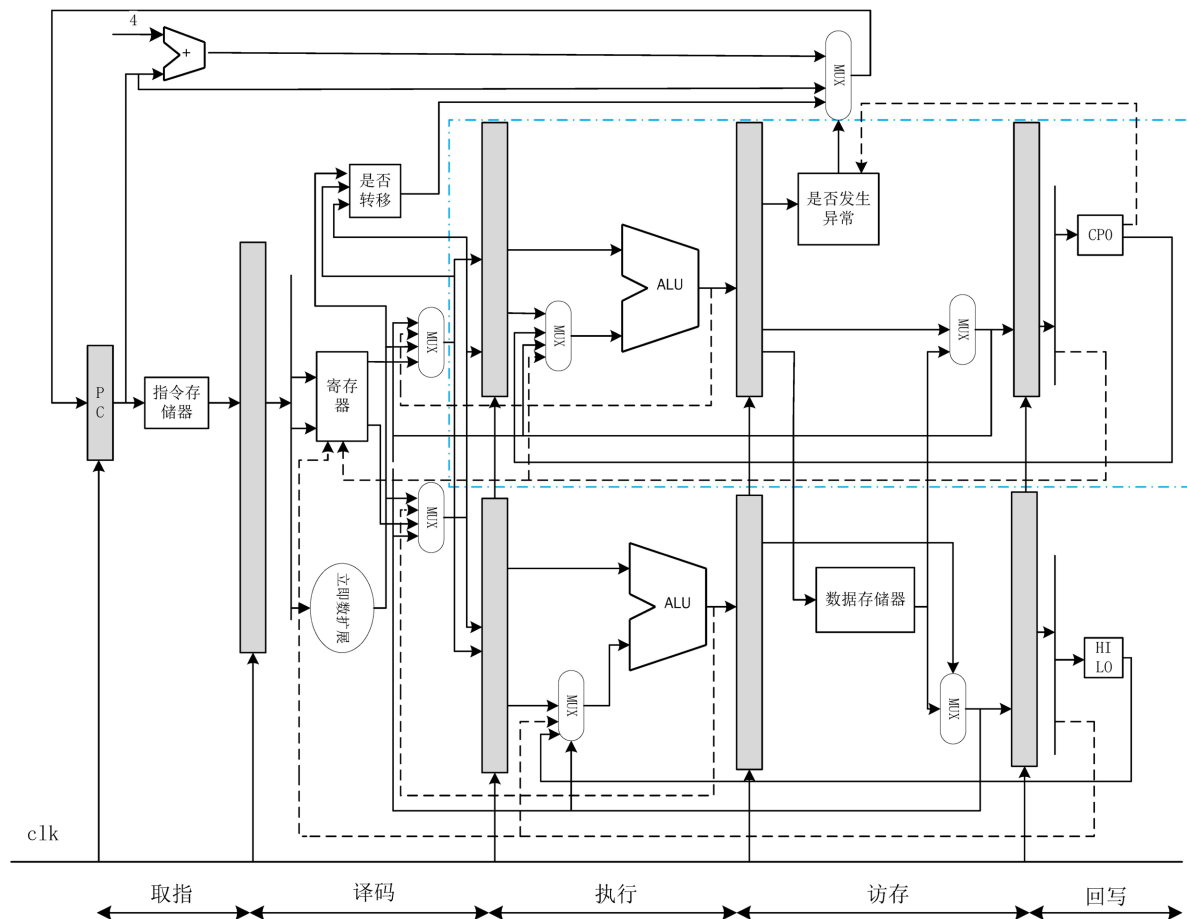 4
+
MUX
是否
转移
是否发生
异常
CPO
ALU
MUX
MUX
MUX
P
C
指令存
储器
寄存
器
MUX
立即数扩展
ALU
数据存储器
HI
LO
MUX
MUX
clk
取指
译码
执行
访存
回写